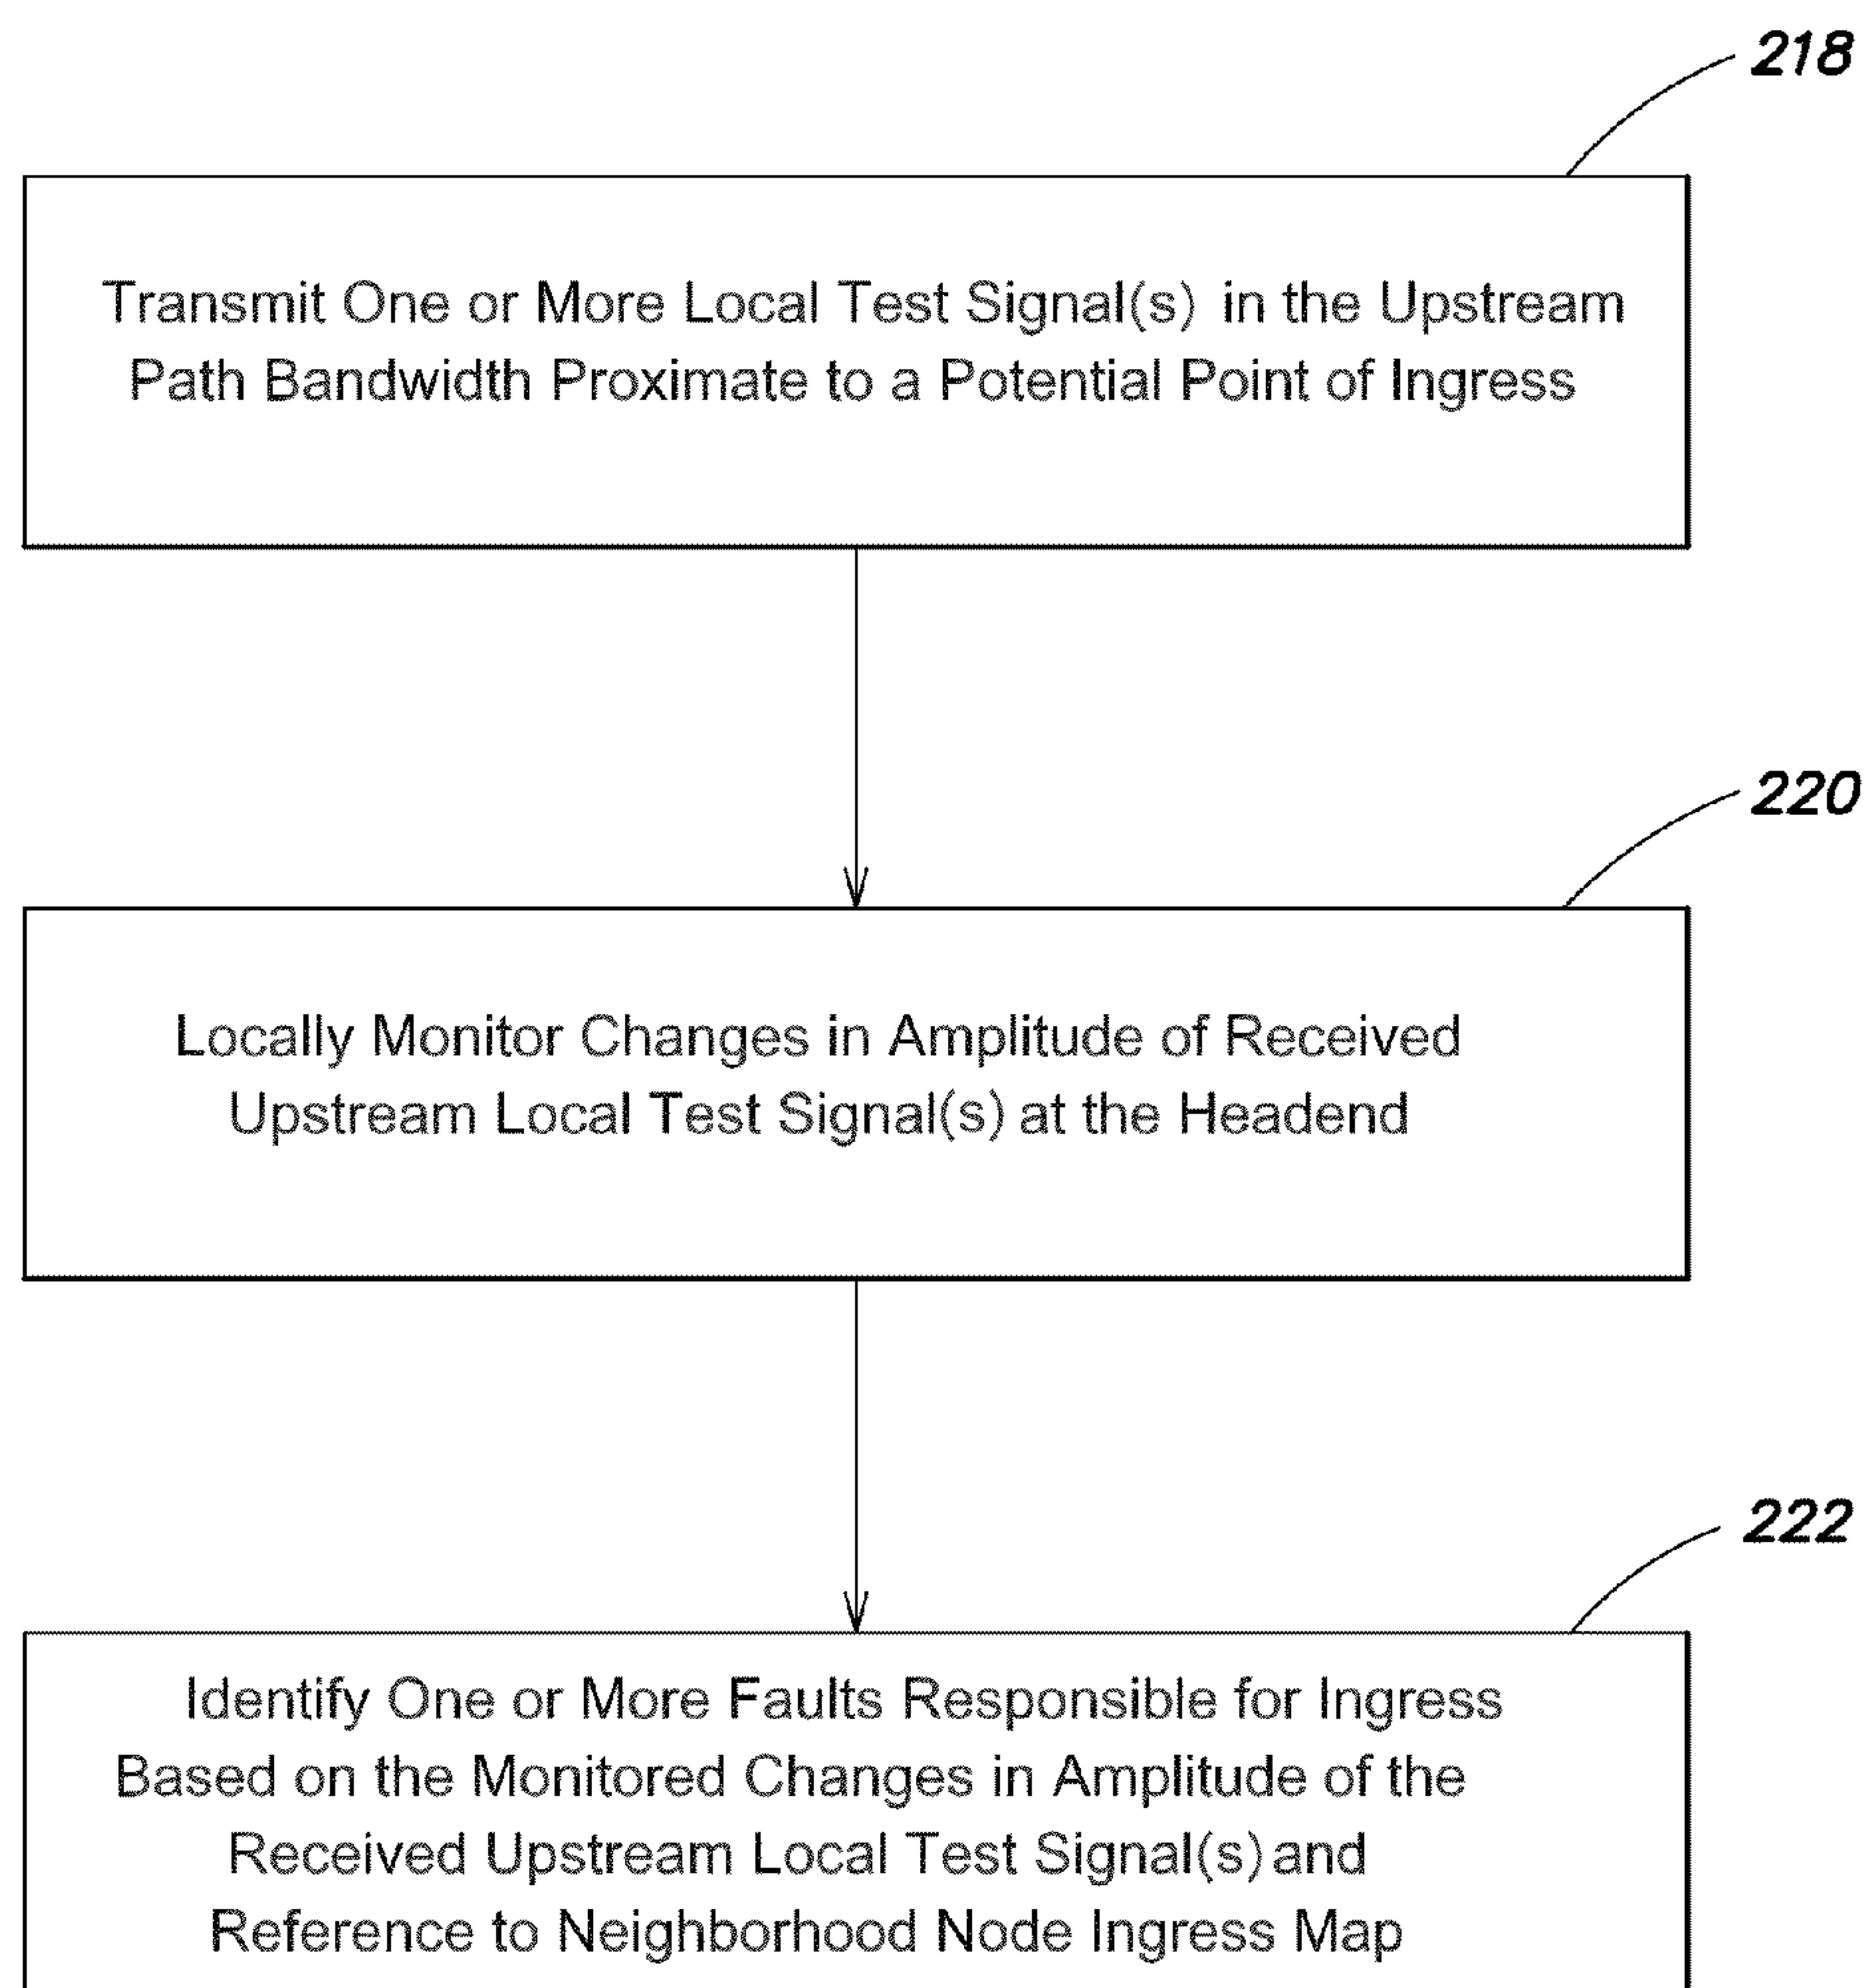 218
Transmit One or More Local Test Signal(s) in the Upstream
Path Bandwidth Proximate to a Potential Point of Ingress
220
Locally Monitor Changes in Amplitude of Received
Upstream Local Test Signal(s) at the Headend
222
Identify One or More Faults Responsible for Ingress
Based on the Monitored Changes in Amplitude of the
Received Upstream Local Test Signal(s) and
Reference to Neighborhood Node Ingress Map